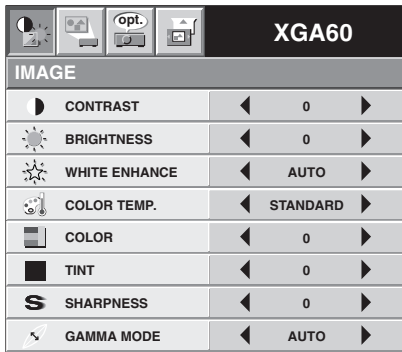 opt.
XGA60
IMAGE
CONTRAST 0
BRIGHTNESS 0
WHITE ENHANCE AUTO
COLOR TEMP. STANDARD
COLOR 0
TINT 0
S SHARPNESS 0
GAMMA MODE AUTO